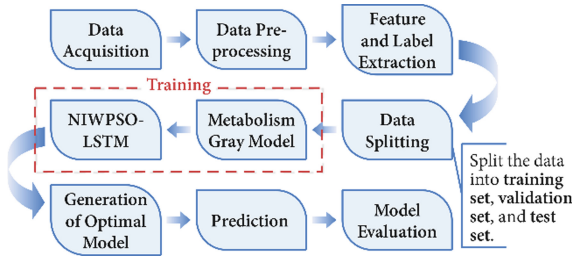 Data
Acquisition
Data Pre-
processing
Feature
and Label
Extraction
Training
NIWPSO-
LSTM
Metabolism
Gray Model
Data
Splitting
Split the data
into training
set, validation
set, and test
set.
Generation
of Optimal
Model
Prediction
Model
Evaluation